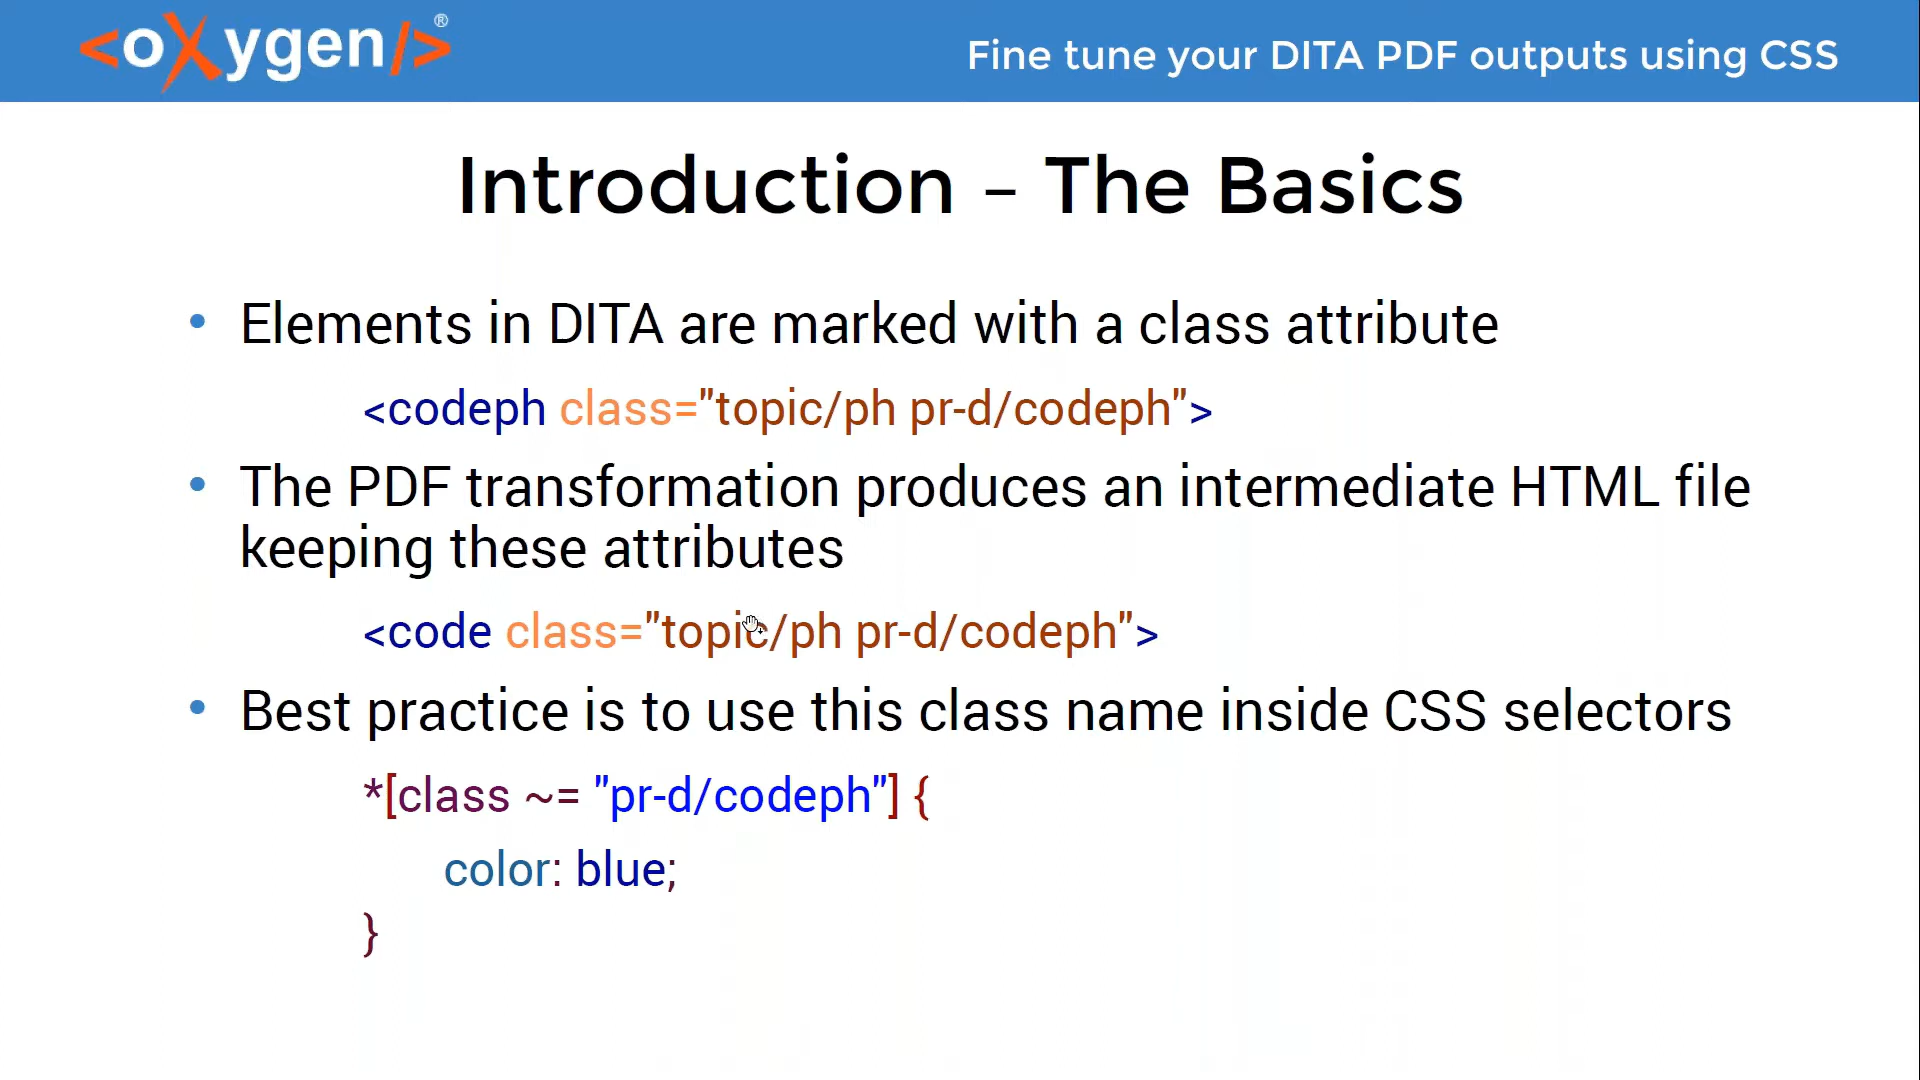 <oXygen/>®
Fine tune your DITA PDF outputs using CSS
Introduction – The Basics
• Elements in DITA are marked with a class attribute
<codeph class="topic/ph pr-d/codeph">
• The PDF transformation produces an intermediate HTML file
keeping these attributes
<code class="topic/ph pr-d/codeph">
• Best practice is to use this class name inside CSS selectors
*[class ~= "pr-d/codeph"] {
color: blue;
}